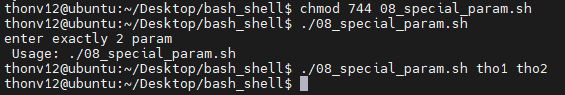 thonv12@ubuntu:~/Desktop/bash_shell$ chmod 744 08_special_param.sh
thonv12@ubuntu:~/Desktop/bash_shell$ ./08_special_param.sh
enter exactly 2 param
 Usage: ./08_special_param.sh
thonv12@ubuntu:~/Desktop/bash_shell$ ./08_special_param.sh tho1 tho2
thonv12@ubuntu:~/Desktop/bash_shell$